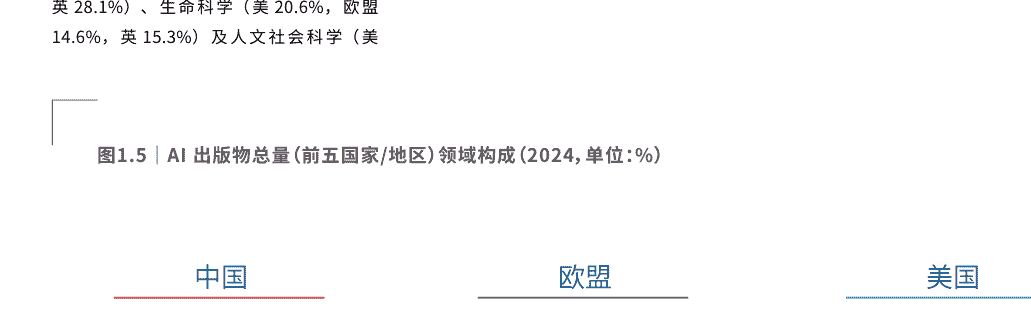 英 28.1%）、生命科学（美 20.6%，欧盟
14.6%，英 15.3%）及人文社会科学（美
图1.5｜AI 出版物总量（前五国家/地区）领域构成（2024，单位：%）
中国
欧盟
美国